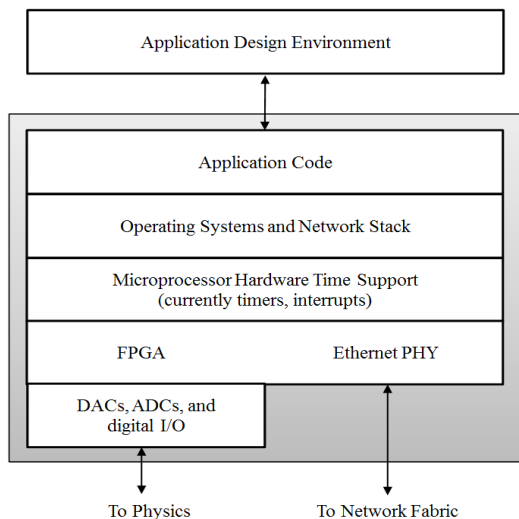 Application Design Environment
Application Code
Operating Systems and Network Stack
Microprocessor Hardware Time Support
(currently timers, interrupts)
FPGA
Ethernet PHY
DACs, ADCs, and
digital I/O
To Physics
To Network Fabric